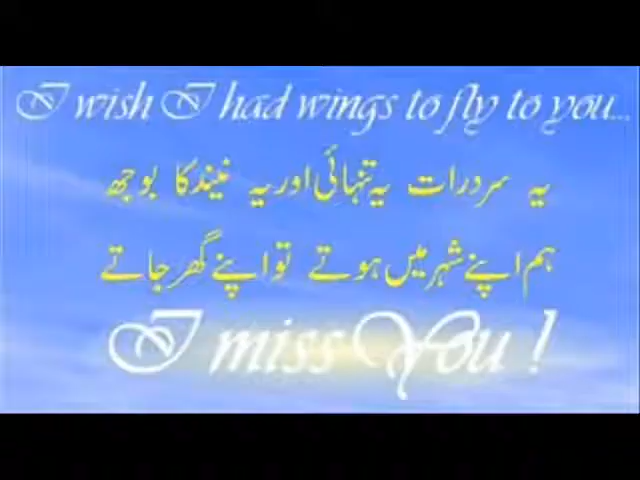 I wish I had wings to fly to you...
یہ سرد رات یہ تنہائی اور یہ نیند کا بوجھ
ہم اپنے شہر میں ہوتے تو اپنے گھر جاتے
I miss You !